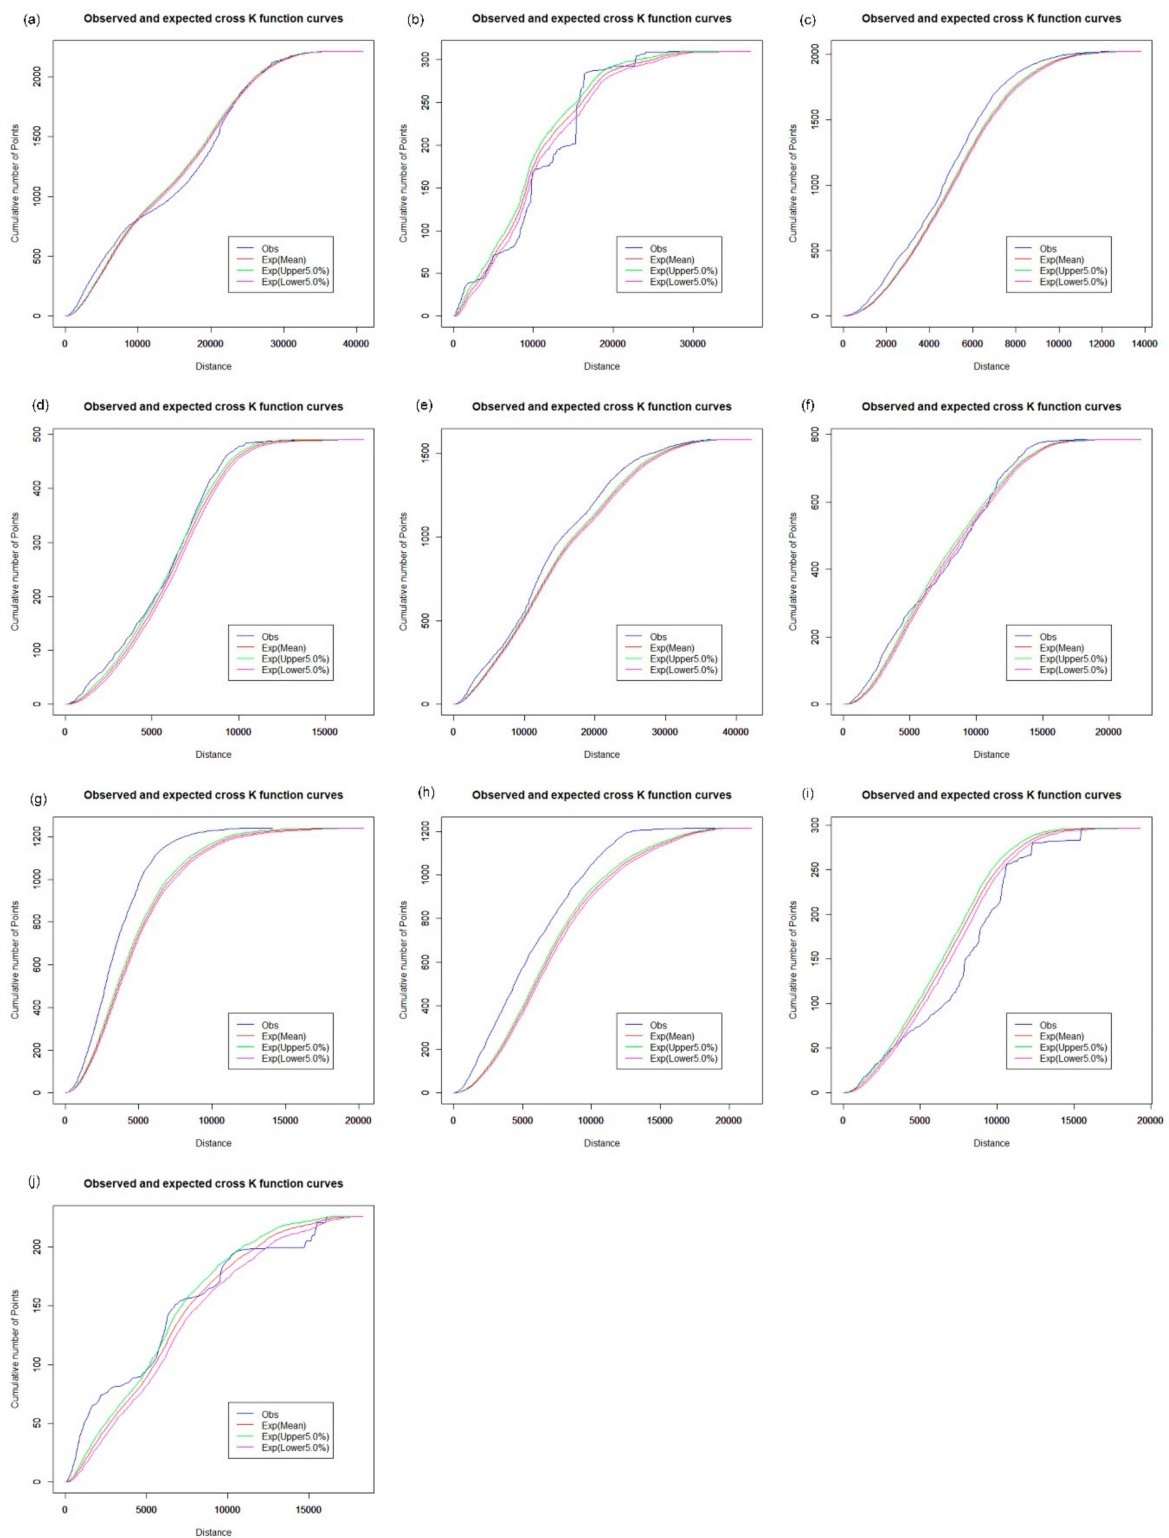 (a) Observed and expected cross K function curves
Cumulative number of Points
0 500 1000 1500 2000
Obs
Exp(Mean)
Exp(Upper5.0%)
Exp(Lower5.0%)
0 10000 20000 30000 40000
Distance
(b) Observed and expected cross K function curves
Cumulative number of Points
0 50 100 150 200 250 300
Obs
Exp(Mean)
Exp(Upper5.0%)
Exp(Lower5.0%)
0 10000 20000 30000
Distance
(c) Observed and expected cross K function curves
Cumulative number of Points
0 500 1000 1500 2000
Obs
Exp(Mean)
Exp(Upper5.0%)
Exp(Lower5.0%)
0 2000 4000 6000 8000 10000 12000 14000
Distance
(d) Observed and expected cross K function curves
Cumulative number of Points
0 100 200 300 400 500
Obs
Exp(Mean)
Exp(Upper5.0%)
Exp(Lower5.0%)
0 5000 10000 15000
Distance
(e) Observed and expected cross K function curves
Cumulative number of Points
0 500 1000 1500
Obs
Exp(Mean)
Exp(Upper5.0%)
Exp(Lower5.0%)
0 10000 20000 30000 40000
Distance
(f) Observed and expected cross K function curves
Cumulative number of Points
0 200 400 600 800
Obs
Exp(Mean)
Exp(Upper5.0%)
Exp(Lower5.0%)
0 5000 10000 15000 20000
Distance
(g) Observed and expected cross K function curves
Cumulative number of Points
0 200 400 600 800 1000 1200
Obs
Exp(Mean)
Exp(Upper5.0%)
Exp(Lower5.0%)
0 5000 10000 15000 20000
Distance
(h) Observed and expected cross K function curves
Cumulative number of Points
0 200 400 600 800 1000 1200
Obs
Exp(Mean)
Exp(Upper5.0%)
Exp(Lower5.0%)
0 5000 10000 15000 20000
Distance
(i) Observed and expected cross K function curves
Cumulative number of Points
0 50 100 150 200 250 300
Obs
Exp(Mean)
Exp(Upper5.0%)
Exp(Lower5.0%)
0 5000 10000 15000 20000
Distance
(j) Observed and expected cross K function curves
Cumulative number of Points
0 50 100 150 200
Obs
Exp(Mean)
Exp(Upper5.0%)
Exp(Lower5.0%)
0 5000 10000 15000
Distance